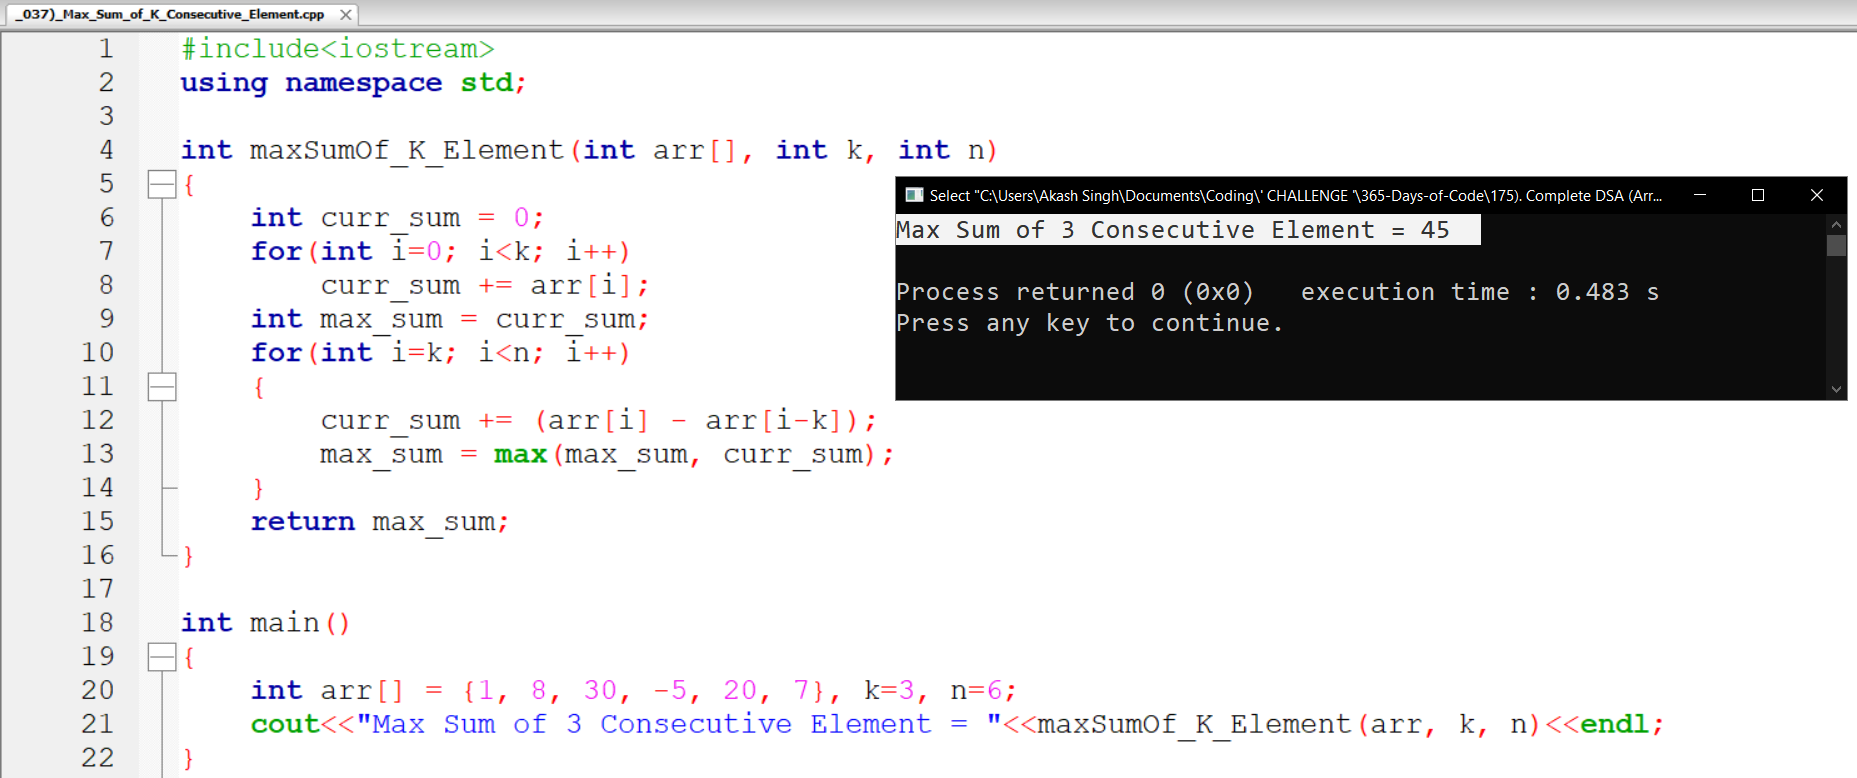 _037)_Max_Sum_of_K_Consecutive_Element.cpp
1 #include<iostream>
2 using namespace std;
3
4 int maxSumOf_K_Element(int arr[], int k, int n)
5 {
6 int curr_sum = 0;
7 for(int i=0; i<k; i++)
8 curr_sum += arr[i];
9 int max_sum = curr_sum;
10 for(int i=k; i<n; i++)
11 {
12 curr_sum += (arr[i] - arr[i-k]);
13 max_sum = max(max_sum, curr_sum);
14 }
15 return max_sum;
16 }
17
18 int main()
19 {
20 int arr[] = {1, 8, 30, -5, 20, 7}, k=3, n=6;
21 cout<<"Max Sum of 3 Consecutive Element = "<<maxSumOf_K_Element(arr, k, n)<<endl;
22 }
Select "C:\Users\Akash Singh\Documents\Coding\' CHALLENGE '\365-Days-of-Code\175). Complete DSA (Arr...
Max Sum of 3 Consecutive Element = 45
Process returned 0 (0x0) execution time : 0.483 s
Press any key to continue.